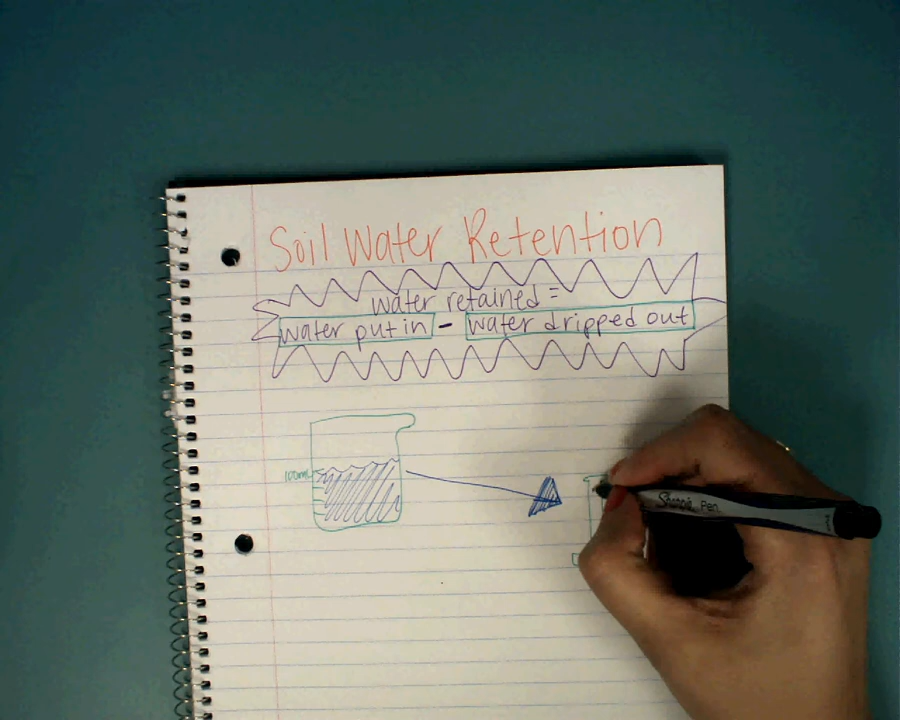 Soil Water Retention
water retained =
water put in - water dripped out
100mL
Sharpie Pen